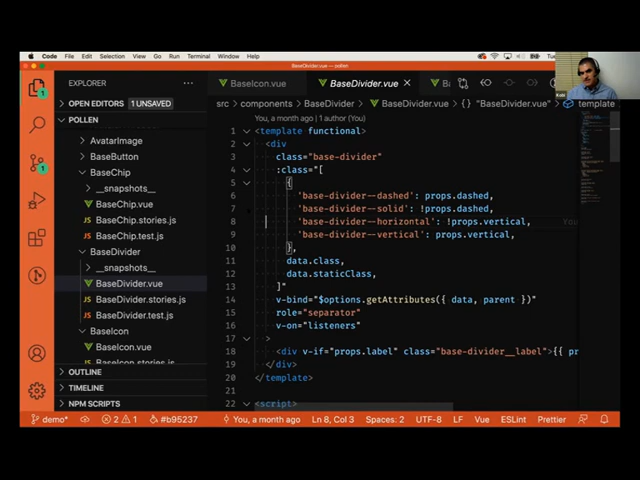 Code File Edit Selection View Go Run Terminal Window Help
BaseDivider.vue — pollen
EXPLORER
OPEN EDITORS 1 UNSAVED
POLLEN
AvatarImage
BaseButton
BaseChip
__snapshots__
BaseChip.vue
BaseChip.stories.js
BaseChip.test.js
BaseDivider
__snapshots__
BaseDivider.vue
BaseDivider.stories.js
BaseDivider.test.js
BaseIcon
BaseIcon.vue
BaseIcon.stories.js
OUTLINE
TIMELINE
NPM SCRIPTS
BaseIcon.vue
BaseDivider.vue
src > components > BaseDivider > BaseDivider.vue > {} "BaseDivider.vue" > template
You, a month ago | 1 author (You)
1 <template functional>
2 <div
3 class="base-divider"
4 :class="[
5 {
6 'base-divider--dashed': props.dashed,
7 'base-divider--solid': !props.dashed,
8 'base-divider--horizontal': !props.vertical, You
9 'base-divider--vertical': props.vertical,
10 },
11 data.class,
12 data.staticClass,
13 ]"
14 v-bind="$options.getAttributes({ data, parent })"
15 role="separator"
16 v-on="listeners"
17 >
18 <div v-if="props.label" class="base-divider__label">{{ pr
19 </div>
20 </template>
21
22 <script>
demo* 2 1 #b95237 You, a month ago Ln 8, Col 3 Spaces: 2 UTF-8 LF Vue ESLint Prettier